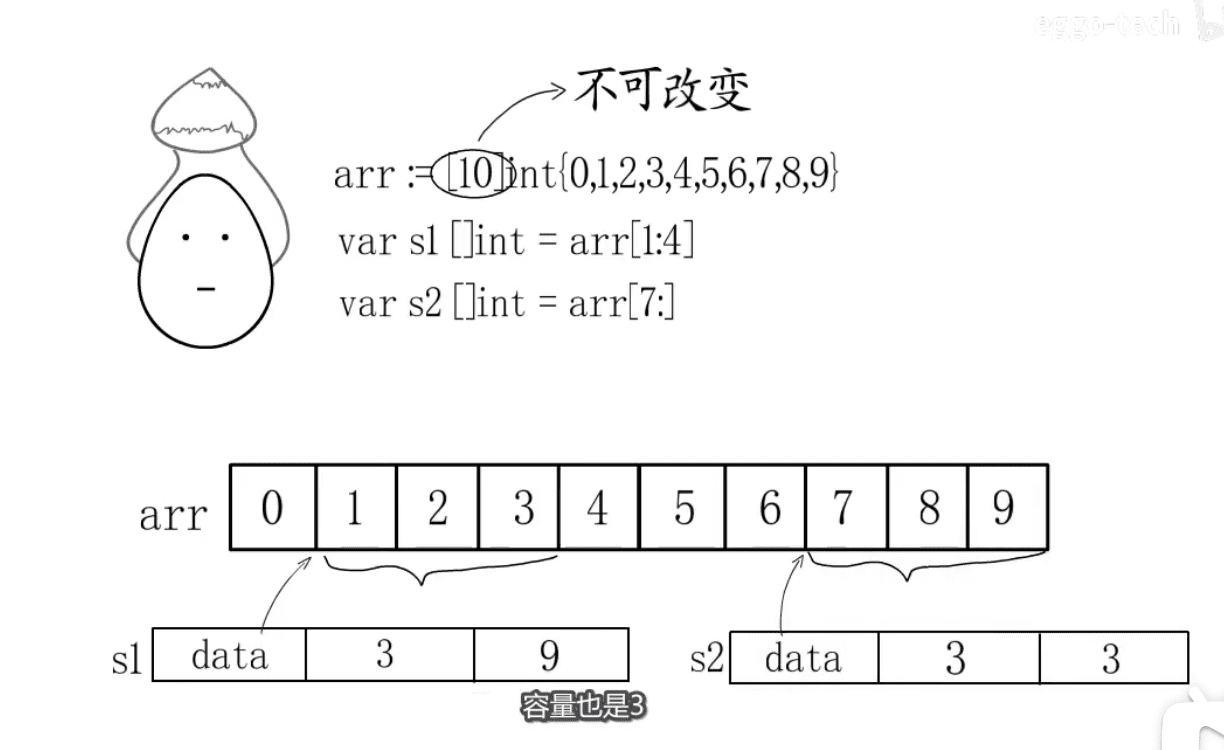 eggo-tech
不可改变
arr := [10]int{0,1,2,3,4,5,6,7,8,9}
var s1 []int = arr[1:4]
var s2 []int = arr[7:]
arr 0 1 2 3 4 5 6 7 8 9
s1 data 3 9
s2 data 3 3
容量也是3